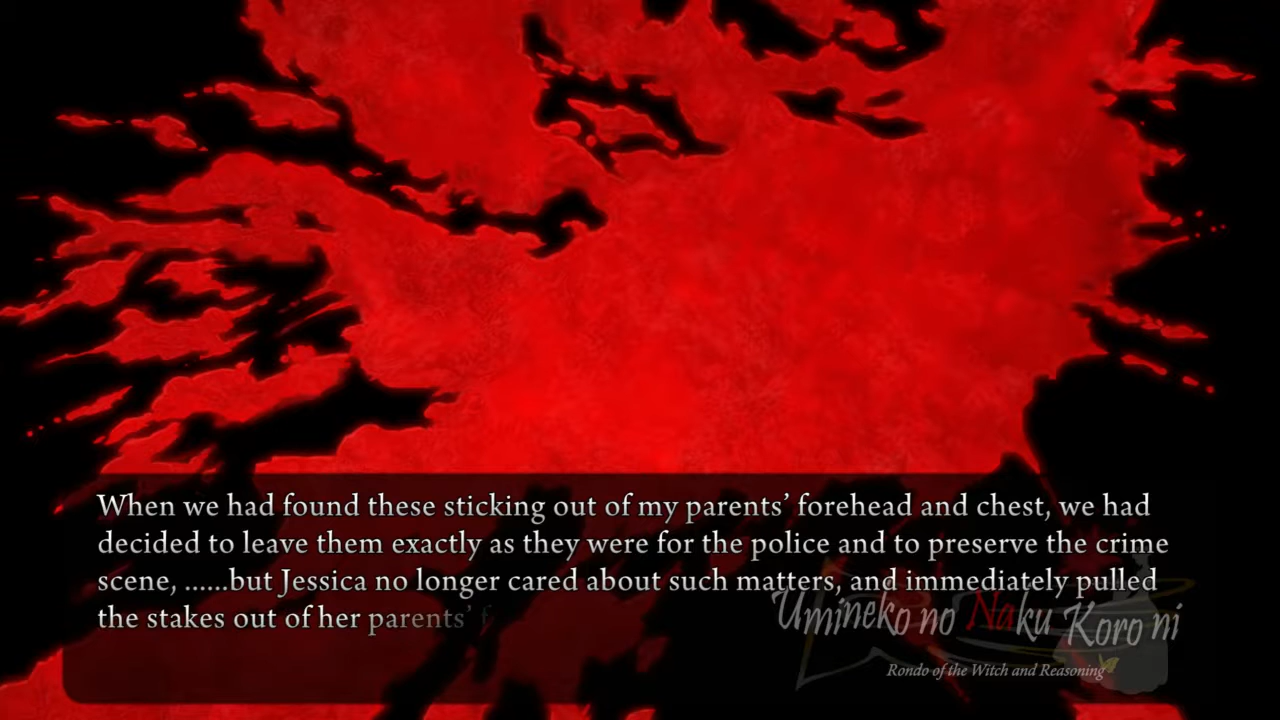 When we had found these sticking out of my parents’ forehead and chest, we had
decided to leave them exactly as they were for the police and to preserve the crime
scene, ......but Jessica no longer cared about such matters, and immediately pulled
the stakes out of her parents’ f
Umineko no Naku Koro ni
Rondo of the Witch and Reasoning